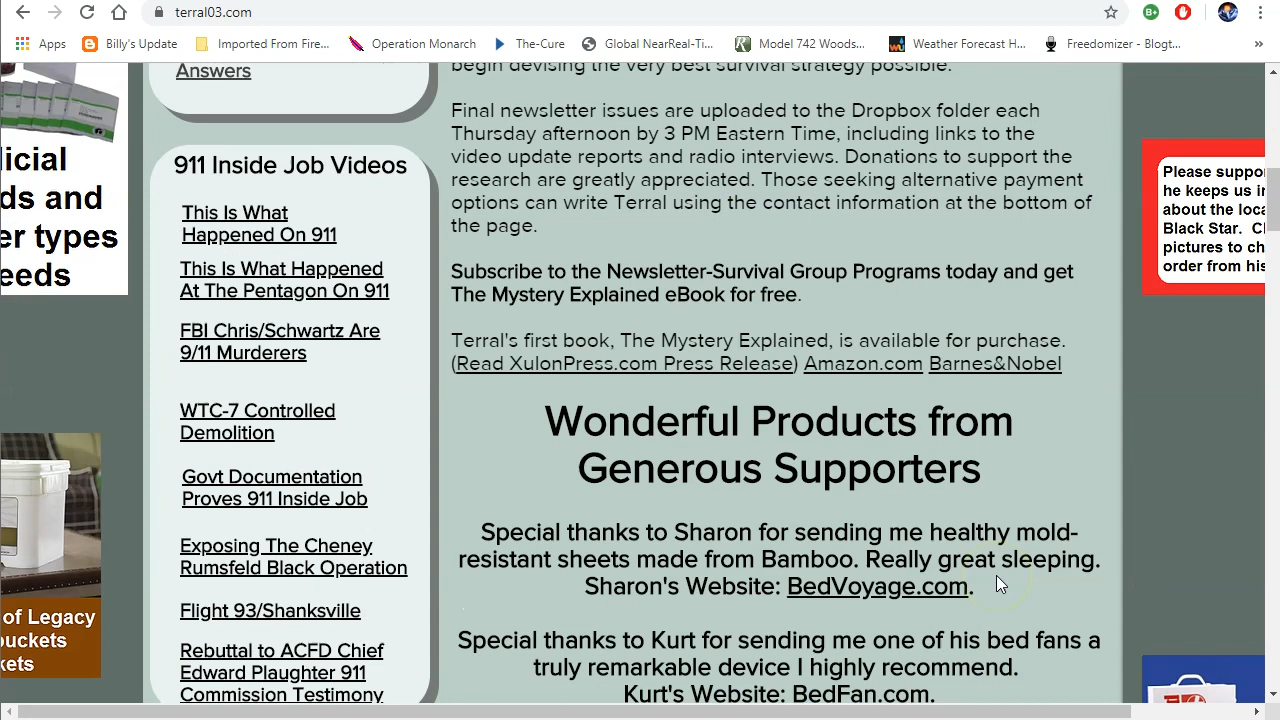 terral03.com
Apps
Billy's Update
Imported From Fire...
Operation Monarch
The-Cure
Global NearReal-Ti...
Model 742 Woods...
Weather Forecast H...
Freedomizer - Blogt...
»
Answers
911 Inside Job Videos
This Is What
Happened On 911
This Is What Happened
At The Pentagon On 911
FBI Chris/Schwartz Are
9/11 Murderers
WTC-7 Controlled
Demolition
Govt Documentation
Proves 911 Inside Job
Exposing The Cheney
Rumsfeld Black Operation
Flight 93/Shanksville
Rebuttal to ACFD Chief
Edward Plaughter 911
Commission Testimony
begin devising the very best survival strategy possible.
Final newsletter issues are uploaded to the Dropbox folder each
Thursday afternoon by 3 PM Eastern Time, including links to the
video update reports and radio interviews. Donations to support the
research are greatly appreciated. Those seeking alternative payment
options can write Terral using the contact information at the bottom of
the page.
Subscribe to the Newsletter-Survival Group Programs today and get
The Mystery Explained eBook for free.
Terral's first book, The Mystery Explained, is available for purchase.
(Read XulonPress.com Press Release) Amazon.com Barnes&Nobel
Wonderful Products from
Generous Supporters
Special thanks to Sharon for sending me healthy mold-
resistant sheets made from Bamboo. Really great sleeping.
Sharon's Website: BedVoyage.com.
Special thanks to Kurt for sending me one of his bed fans a
truly remarkable device I highly recommend.
Kurt's Website: BedFan.com.
of Legacy
Please
he keeps us in
about the loca
Black Star.
pictures to
order from his